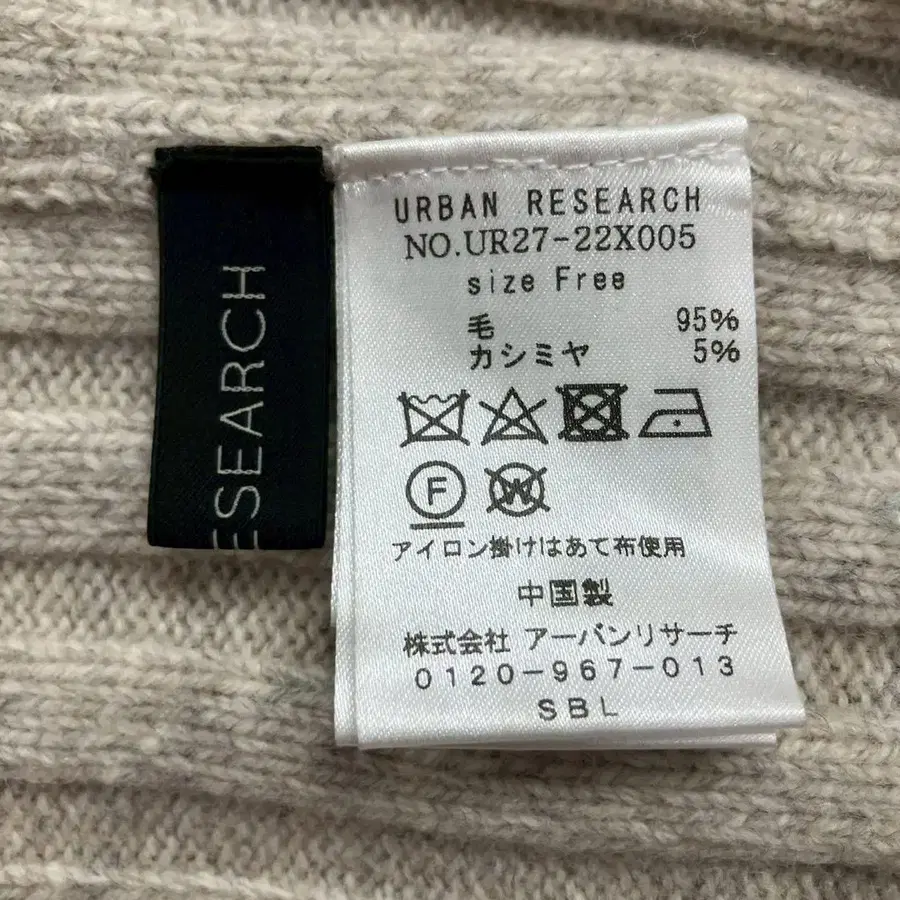 URBAN RESEARCH
NO.UR27-22X005
size Free
毛 95%
カシミヤ 5%
F
W
アイロン掛けはあて布使用
中国製
株式会社 アーバンリサーチ
0120-967-013
SBL
ESEARCH